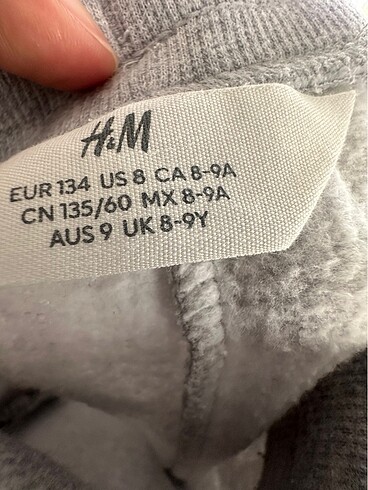 H&M
EUR 134 US 8 CA 8-9A
CN 135/60 MX 8-9A
AUS 9 UK 8-9Y